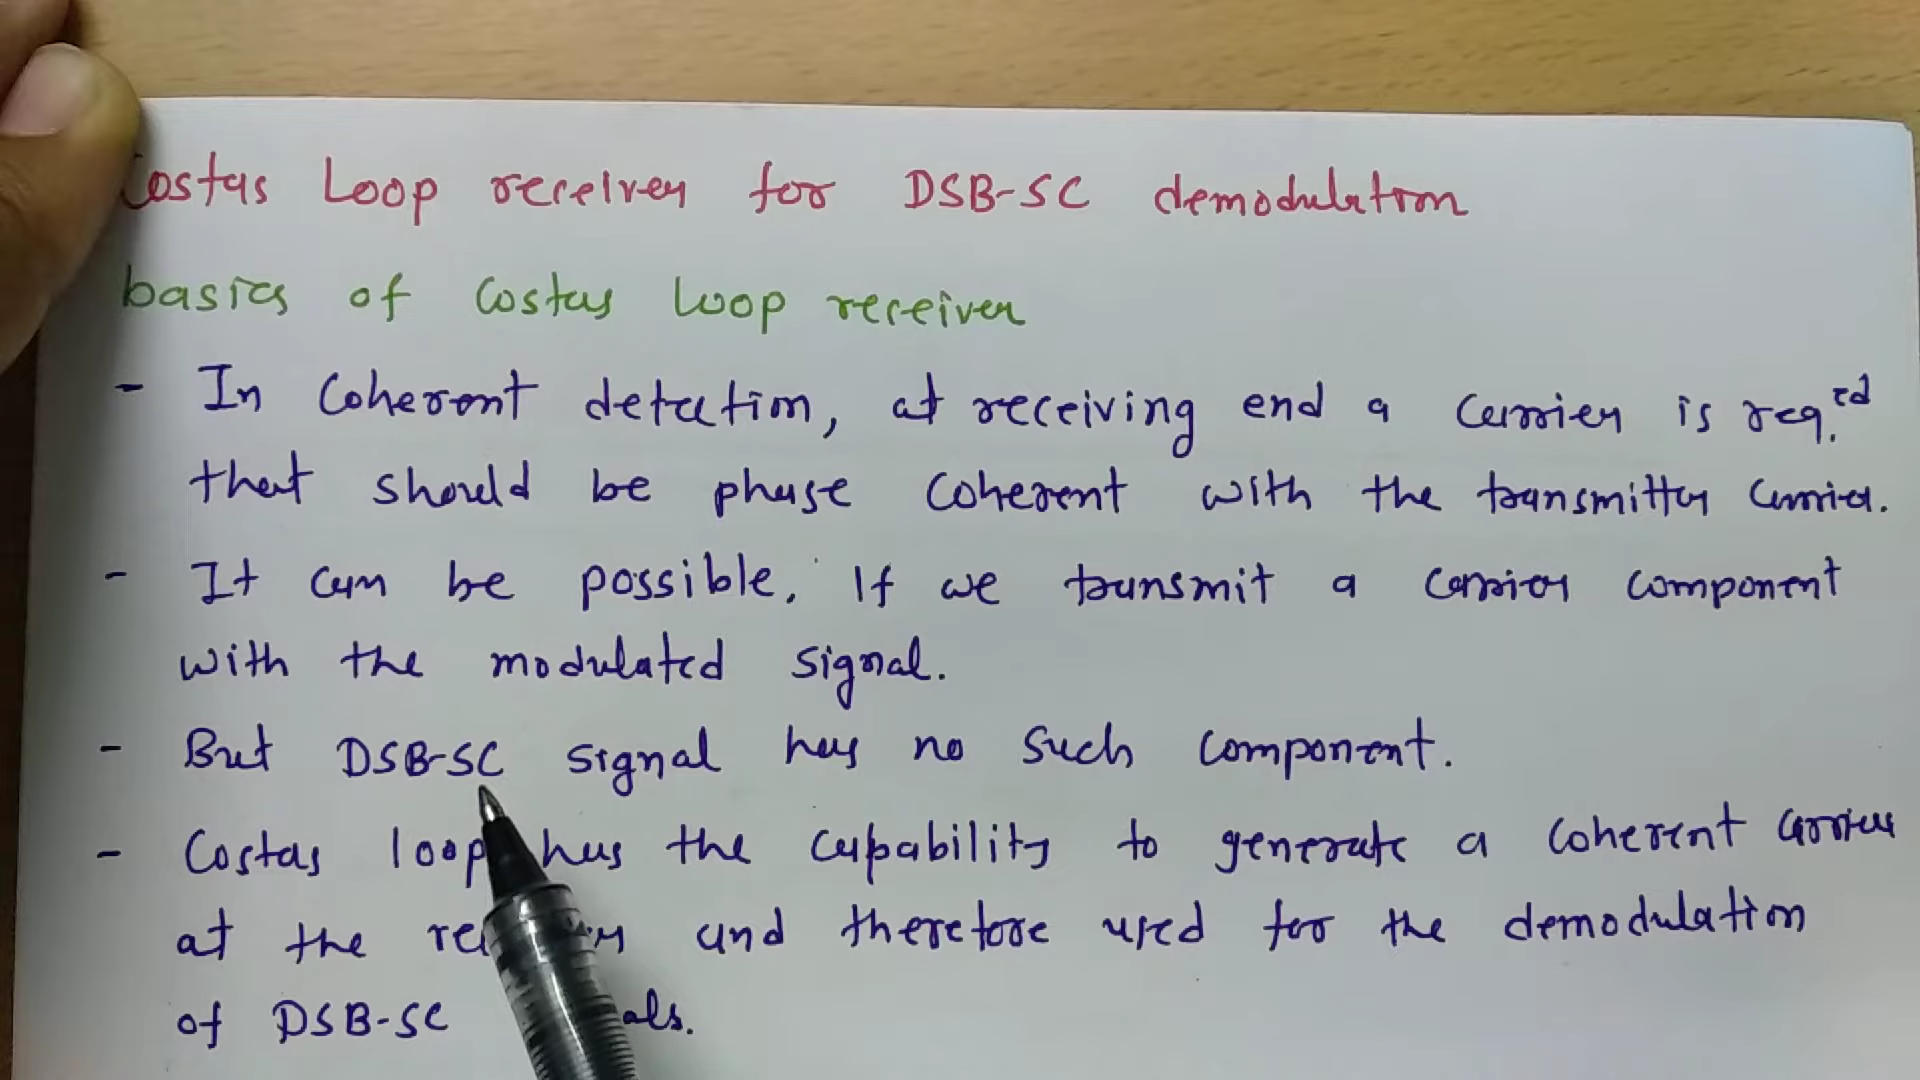 Costas Loop receiver for DSB-SC demodulation
basics of Costas loop receiver
- In Coherent detection, at receiving end a carrier is req.ed
that should be phase coherent with the transmitter carrier.
- It can be possible. If we transmit a carrier component
with the modulated signal.
- But DSB-SC signal has no such component.
- Costas loop has the capability to generate a coherent carrier
at the and therefore used for the demodulation
of DSB-SC